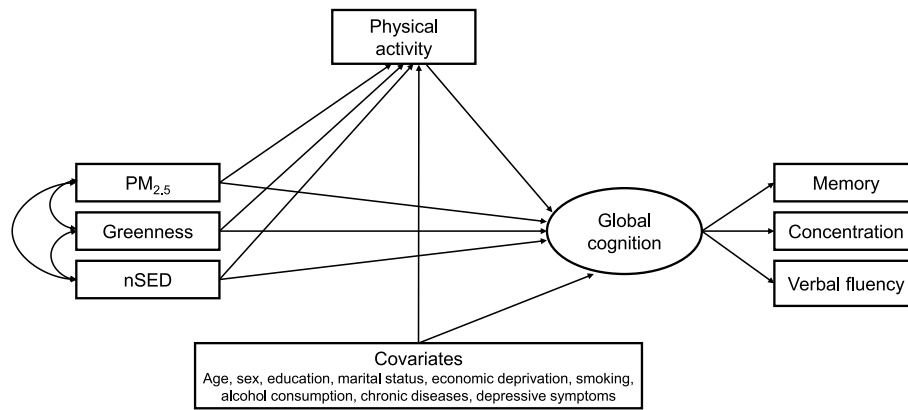 Physical
activity
PM2.5
Greenness
nSED
Global
cognition
Memory
Concentration
Verbal fluency
Covariates
Age, sex, education, marital status, economic deprivation, smoking,
alcohol consumption, chronic diseases, depressive symptoms